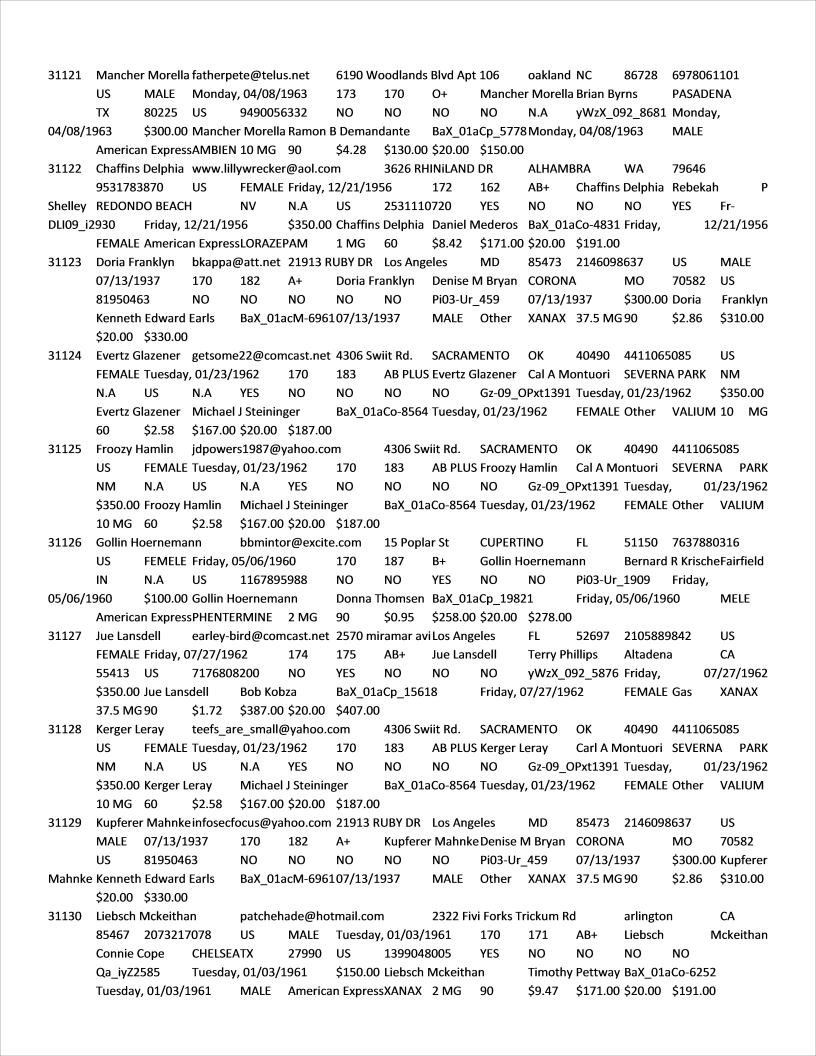 31121 Mancher Morella fatherpete@telus.net 6190 Woodlands Blvd Apt 106 oakland NC 86728 6978061101
US MALE Monday, 04/08/1963 173 170 O+ Mancher Morella Brian Byrns PASADENA
TX 80225 US 9490056332 NO NO NO N.A yWzX_092_8681 Monday,
04/08/1963 $300.00 Mancher Morella Ramon B Demandante BaX_01aCp_5778 Monday, 04/08/1963 MALE
American Express AMBIEN 10 MG 90 $4.28 $130.00 $20.00 $150.00
31122 Chaffins Delphia www.lillywrecker@aol.com 3626 RHINiLAND DR ALHAMBRA WA 79646
9531783870 US FEMALE Friday, 12/21/1956 172 162 AB+ Chaffins Delphia Rebekah P
Shelley REDONDO BEACH NV N.A US 2531110720 YES NO NO YES Fr-
DLI09_i2930 Friday, 12/21/1956 $350.00 Chaffins Delphia Daniel Mederos BaX_01aCo-4831 Friday, 12/21/1956
FEMALE American Express LORAZEPAM 1 MG 60 $8.42 $171.00 $20.00 $191.00
31123 Doria Franklyn bkappa@att.net 21913 RUBY DR Los Angeles MD 85473 2146098637 US MALE
07/13/1937 170 182 A+ Doria Franklyn Denise M Bryan CORONA MO 70582 US
81950463 NO NO NO NO NO Pi03-Ur_459 07/13/1937 $300.00 Doria Franklyn
Kenneth Edward Earls BaX_01acM-6961 07/13/1937 MALE Other XANAX 37.5 MG 90 $2.86 $310.00
$20.00 $330.00
31124 Evertz Glazener getsome22@comcast.net 4306 Swiit Rd. SACRAMENTO OK 40490 4411065085 US
FEMALE Tuesday, 01/23/1962 170 183 AB PLUS Evertz Glazener Cal A Montuori SEVERNA PARK NM
N.A US N.A YES NO NO NO NO Gz-09_OPxt1391 Tuesday, 01/23/1962 $350.00
Evertz Glazener Michael J Steininger BaX_01aCo-8564 Tuesday, 01/23/1962 FEMALE Other VALIUM 10 MG
60 $2.58 $167.00 $20.00 $187.00
31125 Froozy Hamlin jdpowers1987@yahoo.com 4306 Swiit Rd. SACRAMENTO OK 40490 4411065085
US FEMALE Tuesday, 01/23/1962 170 183 AB PLUS Froozy Hamlin Cal A Montuori SEVERNA PARK
NM N.A US N.A YES NO NO NO NO Gz-09_OPxt1391 Tuesday, 01/23/1962
$350.00 Froozy Hamlin Michael J Steininger BaX_01aCo-8564 Tuesday, 01/23/1962 FEMALE Other VALIUM
10 MG 60 $2.58 $167.00 $20.00 $187.00
31126 Gollin Hoernemann bbmintor@excite.com 15 Poplar St CUPERTINO FL 51150 7637880316
US FEMELE Friday, 05/06/1960 170 187 B+ Gollin Hoernemann Bernard R Krische Fairfield
IN N.A US 1167895988 NO NO YES NO NO Pi03-Ur_1909 Friday,
05/06/1960 $100.00 Gollin Hoernemann Donna Thomsen BaX_01aCp_19821 Friday, 05/06/1960 MELE
American Express PHENTERMINE 2 MG 90 $0.95 $258.00 $20.00 $278.00
31127 Jue Lansdell earley-bird@comcast.net 2570 miramar avi Los Angeles FL 52697 2105889842 US
FEMALE Friday, 07/27/1962 174 175 AB+ Jue Lansdell Terry Phillips Altadena CA
55413 US 7176808200 NO YES NO NO NO yWzX_092_5876 Friday, 07/27/1962
$350.00 Jue Lansdell Bob Kobza BaX_01aCp_15618 Friday, 07/27/1962 FEMALE Gas XANAX
37.5 MG 90 $1.72 $387.00 $20.00 $407.00
31128 Kerger Leray teefs_are_small@yahoo.com 4306 Swiit Rd. SACRAMENTO OK 40490 4411065085
US FEMALE Tuesday, 01/23/1962 170 183 AB PLUS Kerger Leray Carl A Montuori SEVERNA PARK
NM N.A US N.A YES NO NO NO NO Gz-09_OPxt1391 Tuesday, 01/23/1962
$350.00 Kerger Leray Michael J Steininger BaX_01aCo-8564 Tuesday, 01/23/1962 FEMALE Other VALIUM
10 MG 60 $2.58 $167.00 $20.00 $187.00
31129 Kupferer Mahnke infosecfocus@yahoo.com 21913 RUBY DR Los Angeles MD 85473 2146098637 US
MALE 07/13/1937 170 182 A+ Kupferer Mahnke Denise M Bryan CORONA MO 70582
US 81950463 NO NO NO NO NO Pi03-Ur_459 07/13/1937 $300.00 Kupferer
Mahnke Kenneth Edward Earls BaX_01acM-6961 07/13/1937 MALE Other XANAX 37.5 MG 90 $2.86 $310.00
$20.00 $330.00
31130 Liebsch Mckeithan patchehade@hotmail.com 2322 Fivi Forks Trickum Rd arlington CA
85467 2073217078 US MALE Tuesday, 01/03/1961 170 171 AB+ Liebsch Mckeithan
Connie Cope CHELSEATX 27990 US 1399048005 YES NO NO NO NO
Qa_iyZ2585 Tuesday, 01/03/1961 $150.00 Liebsch Mckeithan Timothy Pettway BaX_01aCo-6252
Tuesday, 01/03/1961 MALE American Express XANAX 2 MG 90 $9.47 $171.00 $20.00 $191.00